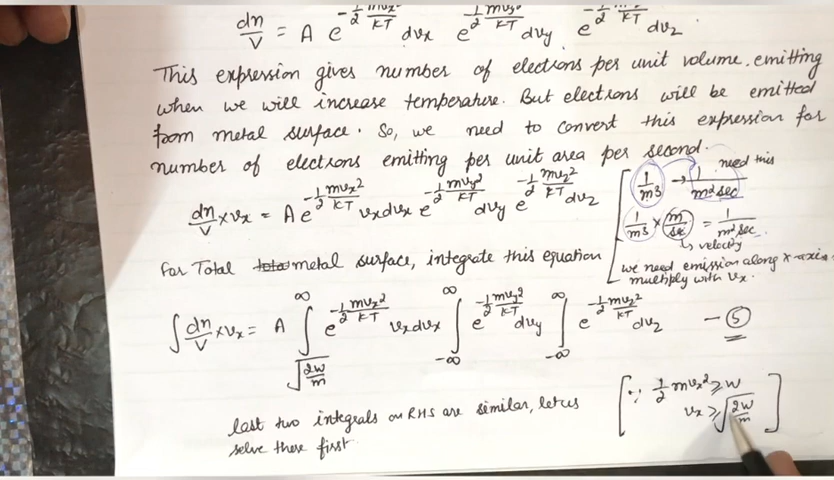 dn/V = A e^(-1/2 mvx²/KT) dvx e^(-1/2 mvy²/KT) dvy e^(-1/2 mvz²/KT) dvz
This expression gives number of electrons per unit volume, emitting
when we will increase temperature. But electrons will be emitted
from metal surface. So, we need to convert this expression for
number of electrons emitting per unit area per second.
dn/V × vx = A e^(-1/2 mvx²/KT) vx dvx e^(-1/2 mvy²/KT) dvy e^(-1/2 mvz²/KT) dvz
[ 1/m³ → 1/m² sec need this
1/m³ × m/sec = 1/m² sec.
↳ velocity
we need emission along x-axis
multiply with vx.
For Total metal surface, integrate this equation
∫ dn/V × vx = A ∫_(√(2W/m))^∞ e^(-1/2 mvx²/KT) vx dvx ∫_(-∞)^∞ e^(-1/2 mvy²/KT) dvy ∫_(-∞)^∞ e^(-1/2 mvz²/KT) dvz — ⑤
[ ∵ 1/2 mvx² ≥ W
vx ≥ √(2W/m) ]
last two integrals on RHS are similar, let us
solve these first